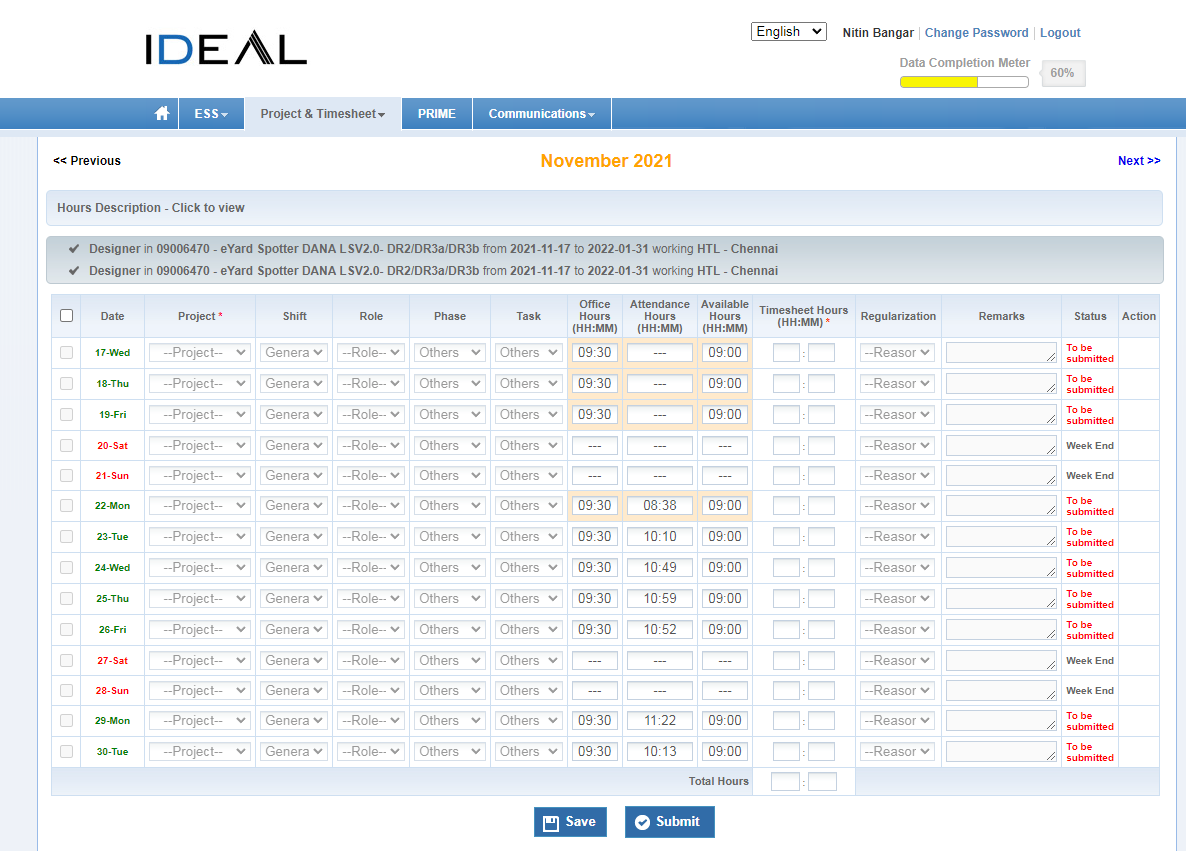 IDEAL
English
Nitin Bangar | Change Password | Logout
Data Completion Meter
60%
ESS
Project & Timesheet
PRIME
Communications
<< Previous
November 2021
Next >>
Hours Description - Click to view
Designer in 09006470 - eYard Spotter DANA LSV2.0- DR2/DR3a/DR3b from 2021-11-17 to 2022-01-31 working HTL - Chennai
Designer in 09006470 - eYard Spotter DANA LSV2.0- DR2/DR3a/DR3b from 2021-11-17 to 2022-01-31 working HTL - Chennai
Date Project * Shift Role Phase Task Office Hours (HH:MM) Attendance Hours (HH:MM) Available Hours (HH:MM) Timesheet Hours (HH:MM) * Regularization Remarks Status Action
17-Wed --Project-- Genera --Role-- Others Others 09:30 --- 09:00 : --Reasor To be submitted
18-Thu --Project-- Genera --Role-- Others Others 09:30 --- 09:00 : --Reasor To be submitted
19-Fri --Project-- Genera --Role-- Others Others 09:30 --- 09:00 : --Reasor To be submitted
20-Sat --Project-- Genera --Role-- Others Others --- --- --- : --Reasor Week End
21-Sun --Project-- Genera --Role-- Others Others --- --- --- : --Reasor Week End
22-Mon --Project-- Genera --Role-- Others Others 09:30 08:38 09:00 : --Reasor To be submitted
23-Tue --Project-- Genera --Role-- Others Others 09:30 10:10 09:00 : --Reasor To be submitted
24-Wed --Project-- Genera --Role-- Others Others 09:30 10:49 09:00 : --Reasor To be submitted
25-Thu --Project-- Genera --Role-- Others Others 09:30 10:59 09:00 : --Reasor To be submitted
26-Fri --Project-- Genera --Role-- Others Others 09:30 10:52 09:00 : --Reasor To be submitted
27-Sat --Project-- Genera --Role-- Others Others --- --- --- : --Reasor Week End
28-Sun --Project-- Genera --Role-- Others Others --- --- --- : --Reasor Week End
29-Mon --Project-- Genera --Role-- Others Others 09:30 11:22 09:00 : --Reasor To be submitted
30-Tue --Project-- Genera --Role-- Others Others 09:30 10:13 09:00 : --Reasor To be submitted
Total Hours :
Save
Submit